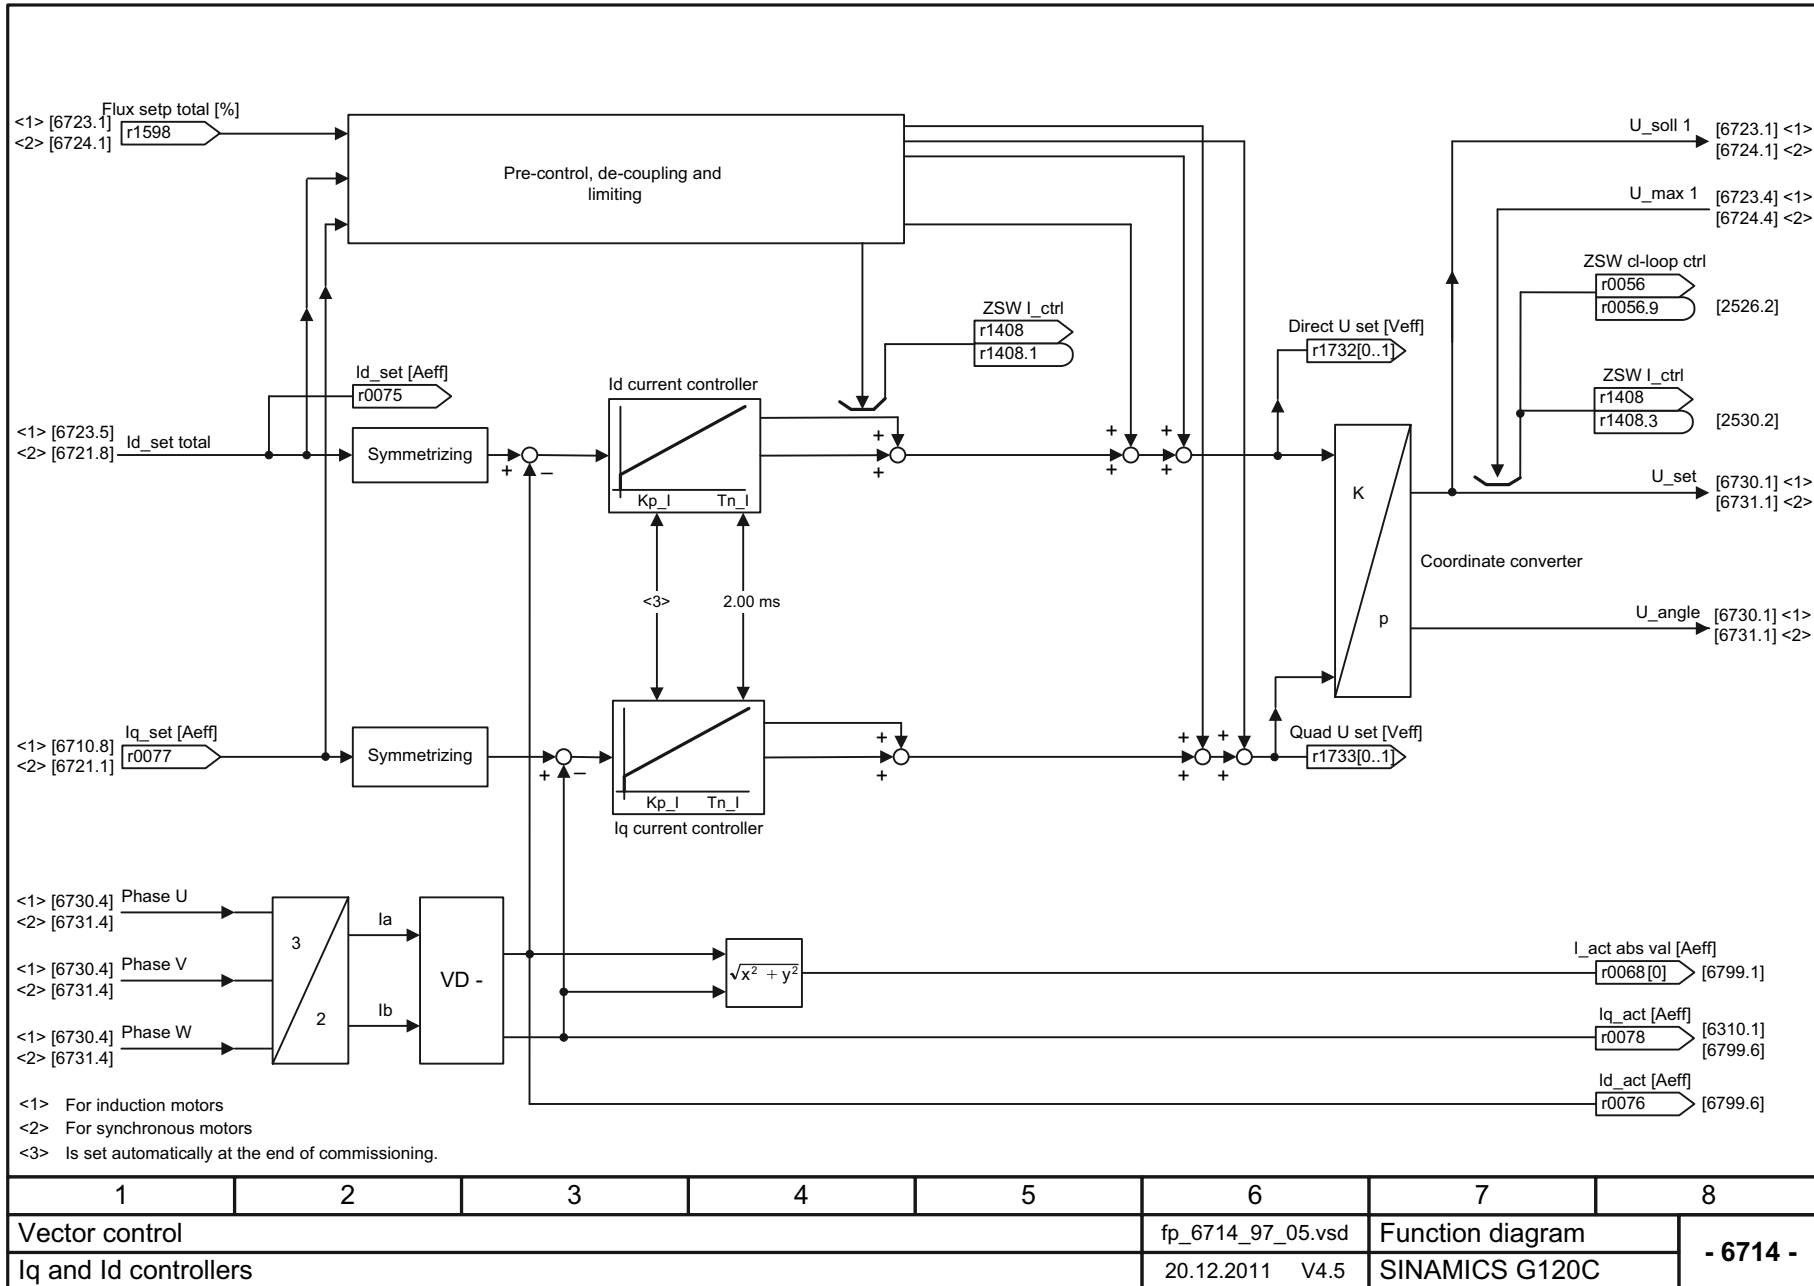 Flux setp total [%]
<1> [6723.1]
<2> [6724.1]
r1598
Pre-control, de-coupling and
limiting
U_soll 1
[6723.1] <1>
[6724.1] <2>
U_max 1
[6723.4] <1>
[6724.4] <2>
ZSW cl-loop ctrl
r0056
r0056.9
[2526.2]
ZSW I_ctrl
r1408
r1408.1
Direct U set [Veff]
r1732[0..1]
ZSW I_ctrl
r1408
r1408.3
[2530.2]
Id_set [Aeff]
r0075
Id current controller
<1> [6723.5]
<2> [6721.8]
Id_set total
Symmetrizing
+
–
Kp_I
Tn_I
+
+
+
+
+
+
K
p
U_set
[6730.1] <1>
[6731.1] <2>
Coordinate converter
<3>
2.00 ms
U_angle
[6730.1] <1>
[6731.1] <2>
Iq_set [Aeff]
<1> [6710.8]
<2> [6721.1]
r0077
Symmetrizing
+
–
Kp_I
Tn_I
Iq current controller
+
+
+
+
+
+
Quad U set [Veff]
r1733[0..1]
<1> [6730.4]
<2> [6731.4]
Phase U
<1> [6730.4]
<2> [6731.4]
Phase V
<1> [6730.4]
<2> [6731.4]
Phase W
3
2
Ia
Ib
VD -
√x² + y²
I_act abs val [Aeff]
r0068[0]
[6799.1]
Iq_act [Aeff]
r0078
[6310.1]
[6799.6]
Id_act [Aeff]
r0076
[6799.6]
<1> For induction motors
<2> For synchronous motors
<3> Is set automatically at the end of commissioning.
1 2 3 4 5 6 7 8
Vector control
fp_6714_97_05.vsd
Function diagram
- 6714 -
Iq and Id controllers
20.12.2011 V4.5
SINAMICS G120C